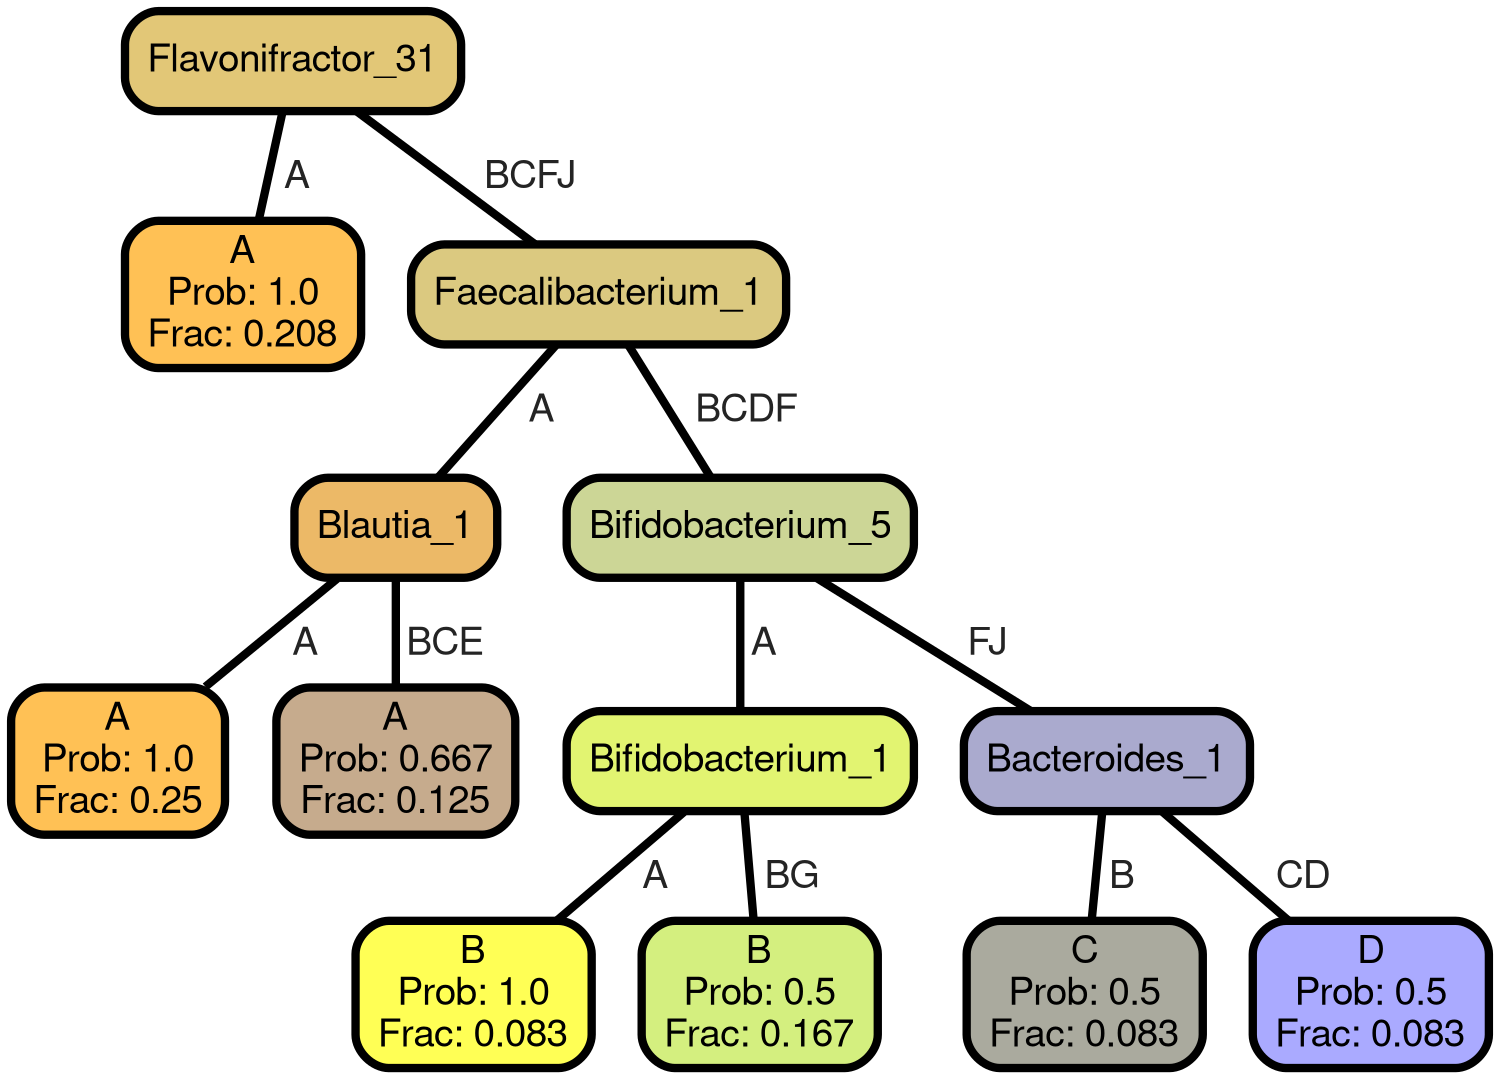 Flavonifractor_31
A
BCFJ
A
Prob: 1.0
Frac: 0.208
Faecalibacterium_1
A
BCDF
Blautia_1
Bifidobacterium_5
A
BCE
A
FJ
A
Prob: 1.0
Frac: 0.25
A
Prob: 0.667
Frac: 0.125
Bifidobacterium_1
Bacteroides_1
A
BG
B
CD
B
Prob: 1.0
Frac: 0.083
B
Prob: 0.5
Frac: 0.167
C
Prob: 0.5
Frac: 0.083
D
Prob: 0.5
Frac: 0.083